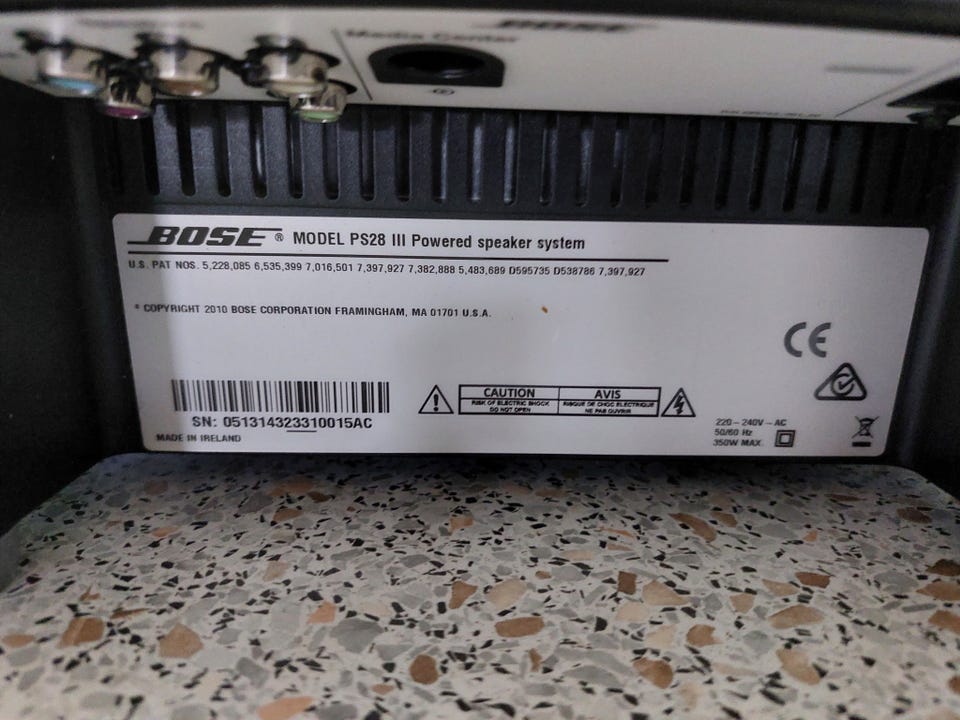 BOSE
Media Center
BOSE® MODEL PS28 III Powered speaker system
U.S. PAT NOS. 5,228,085 6,535,399 7,016,501 7,397,927 7,382,888 5,483,689 D595735 D538786 7,397,927
* COPYRIGHT 2010 BOSE CORPORATION FRAMINGHAM, MA 01701 U.S.A.
CE
CAUTION
RISK OF ELECTRIC SHOCK
DO NOT OPEN
AVIS
RISQUE DE CHOC ELECTRIQUE
NE PAS OUVRIR
SN: 051314323310015AC
MADE IN IRELAND
220-240V~AC
50/60 Hz
350W MAX.